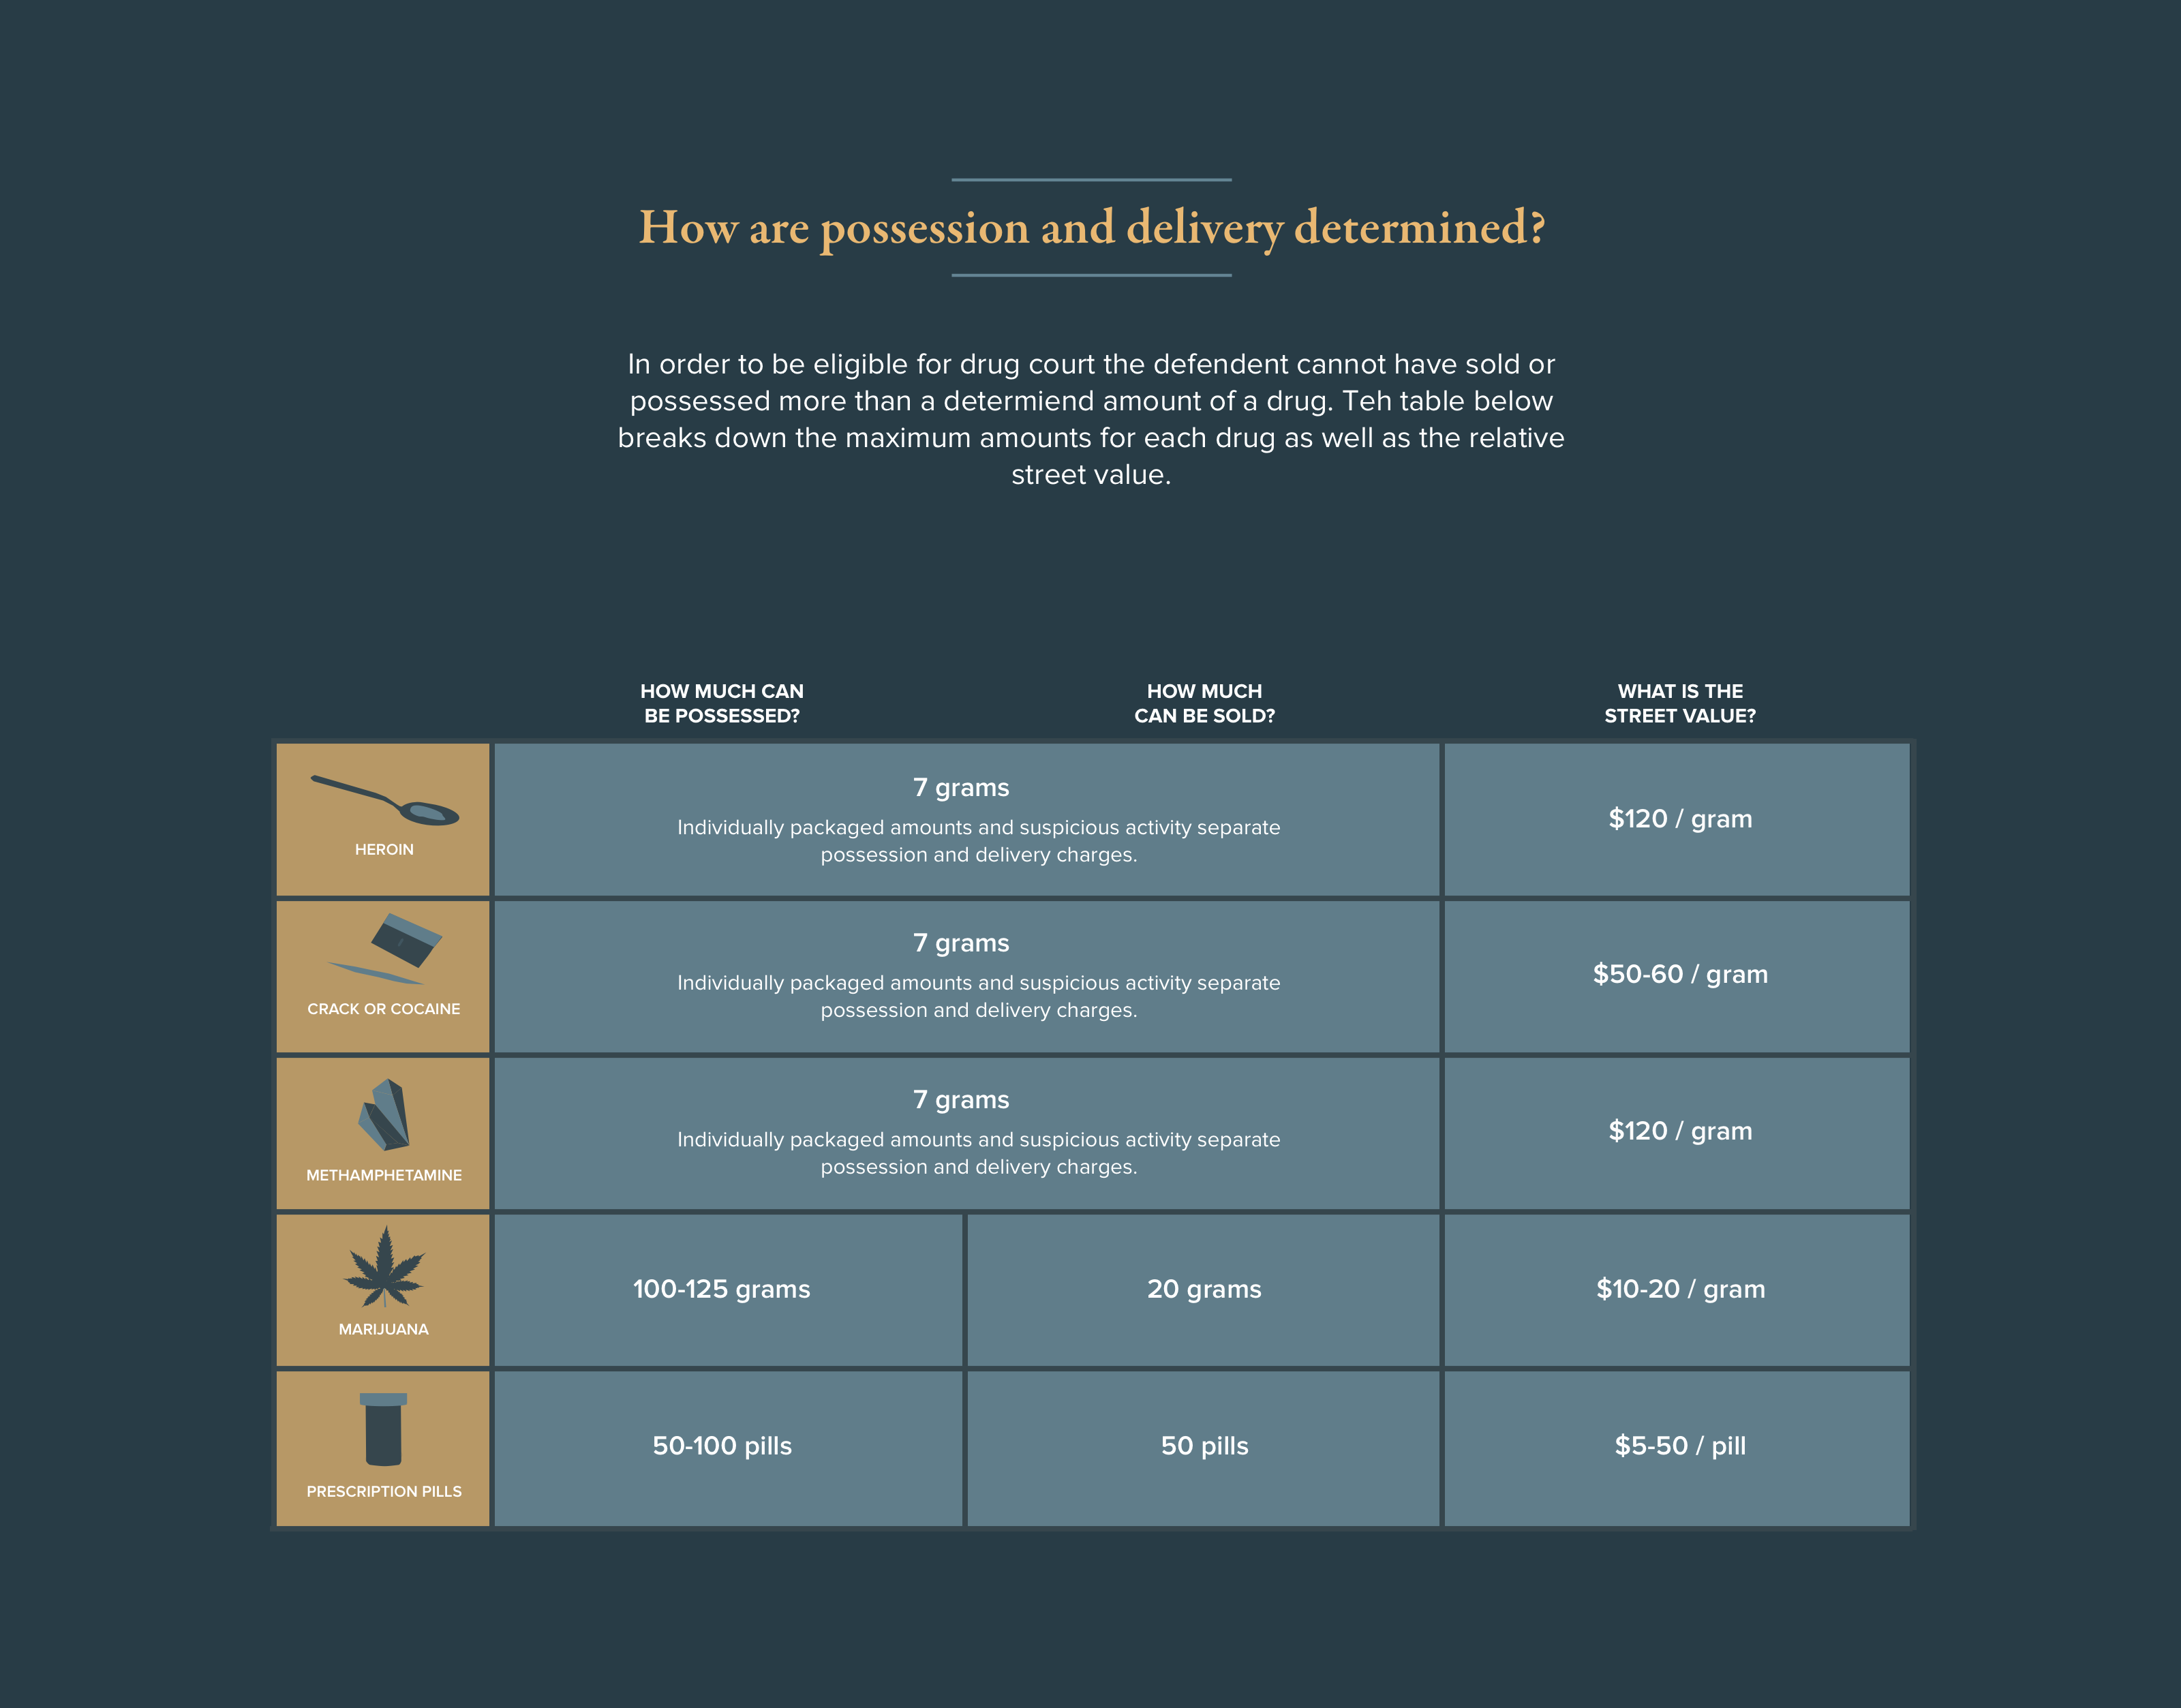 How are possession and delivery determined?
In order to be eligible for drug court the defendent cannot have sold or
possessed more than a determiend amount of a drug. Teh table below
breaks down the maximum amounts for each drug as well as the relative
street value.
HOW MUCH CAN
BE POSSESSED?
HOW MUCH
CAN BE SOLD?
WHAT IS THE
STREET VALUE?
HEROIN
7 grams
Individually packaged amounts and suspicious activity separate
possession and delivery charges.
$120 / gram
CRACK OR COCAINE
7 grams
Individually packaged amounts and suspicious activity separate
possession and delivery charges.
$50-60 / gram
METHAMPHETAMINE
7 grams
Individually packaged amounts and suspicious activity separate
possession and delivery charges.
$120 / gram
MARIJUANA
100-125 grams
20 grams
$10-20 / gram
PRESCRIPTION PILLS
50-100 pills
50 pills
$5-50 / pill